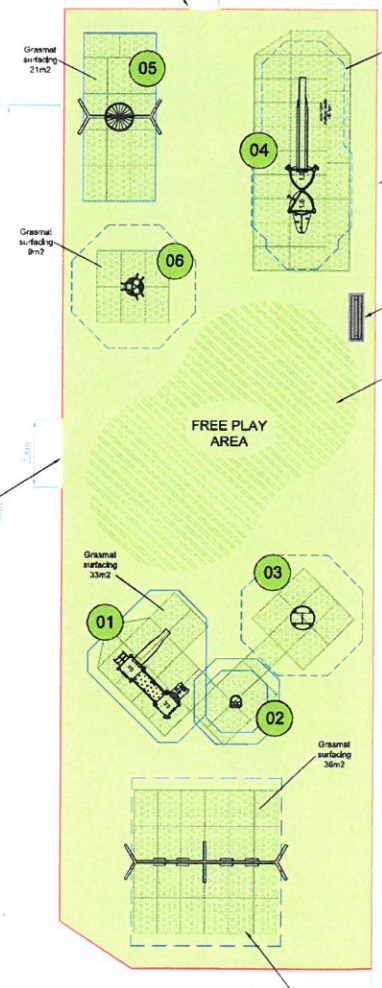 Grasmat
surfacing
21m2
05
04
Grasmat
surfacing
9m2
06
FREE PLAY
AREA
Grasmat
surfacing
33m2
03
01
02
Grasmat
surfacing
36m2